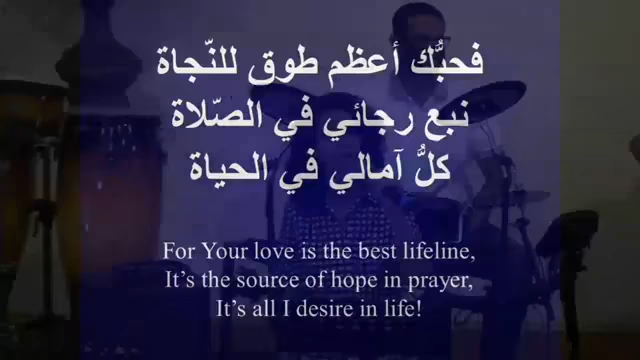 فحبُّك أعظم طوق للنّجاة
نبع رجائي في الصّلاة
كلُّ آمالي في الحياة
For Your love is the best lifeline,
It’s the source of hope in prayer,
It’s all I desire in life!